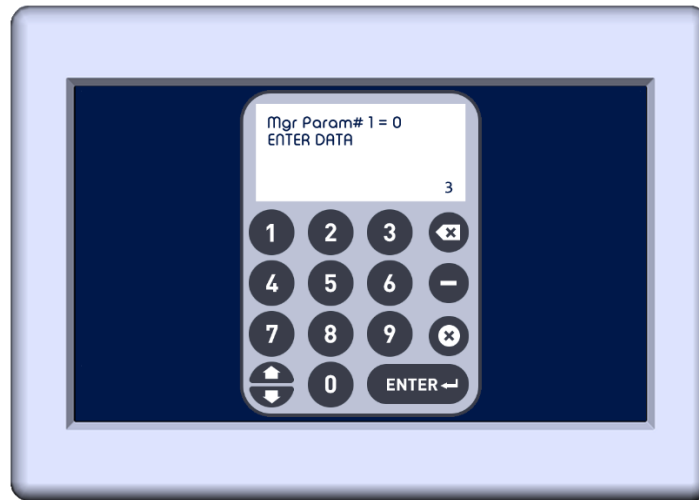 Mgr Param# 1 = 0
ENTER DATA
3
1 2 3
4 5 6
7 8 9
0 ENTER